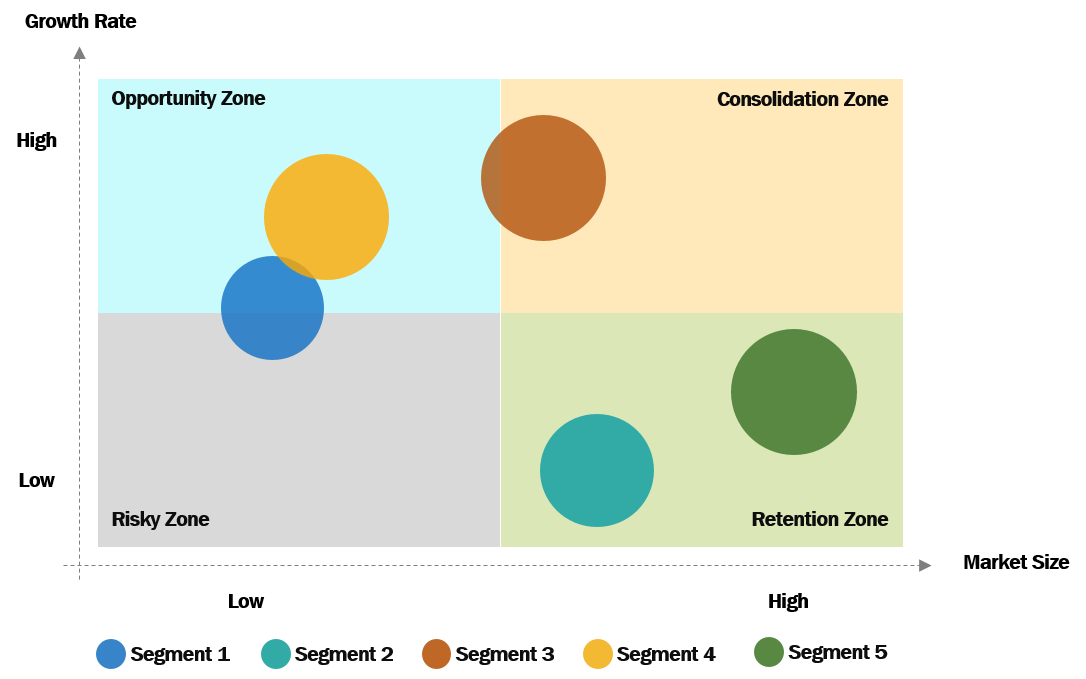 Growth Rate
Opportunity Zone
Consolidation Zone
High
Low
Risky Zone
Retention Zone
Market Size
Low
High
Segment 1
Segment 2
Segment 3
Segment 4
Segment 5